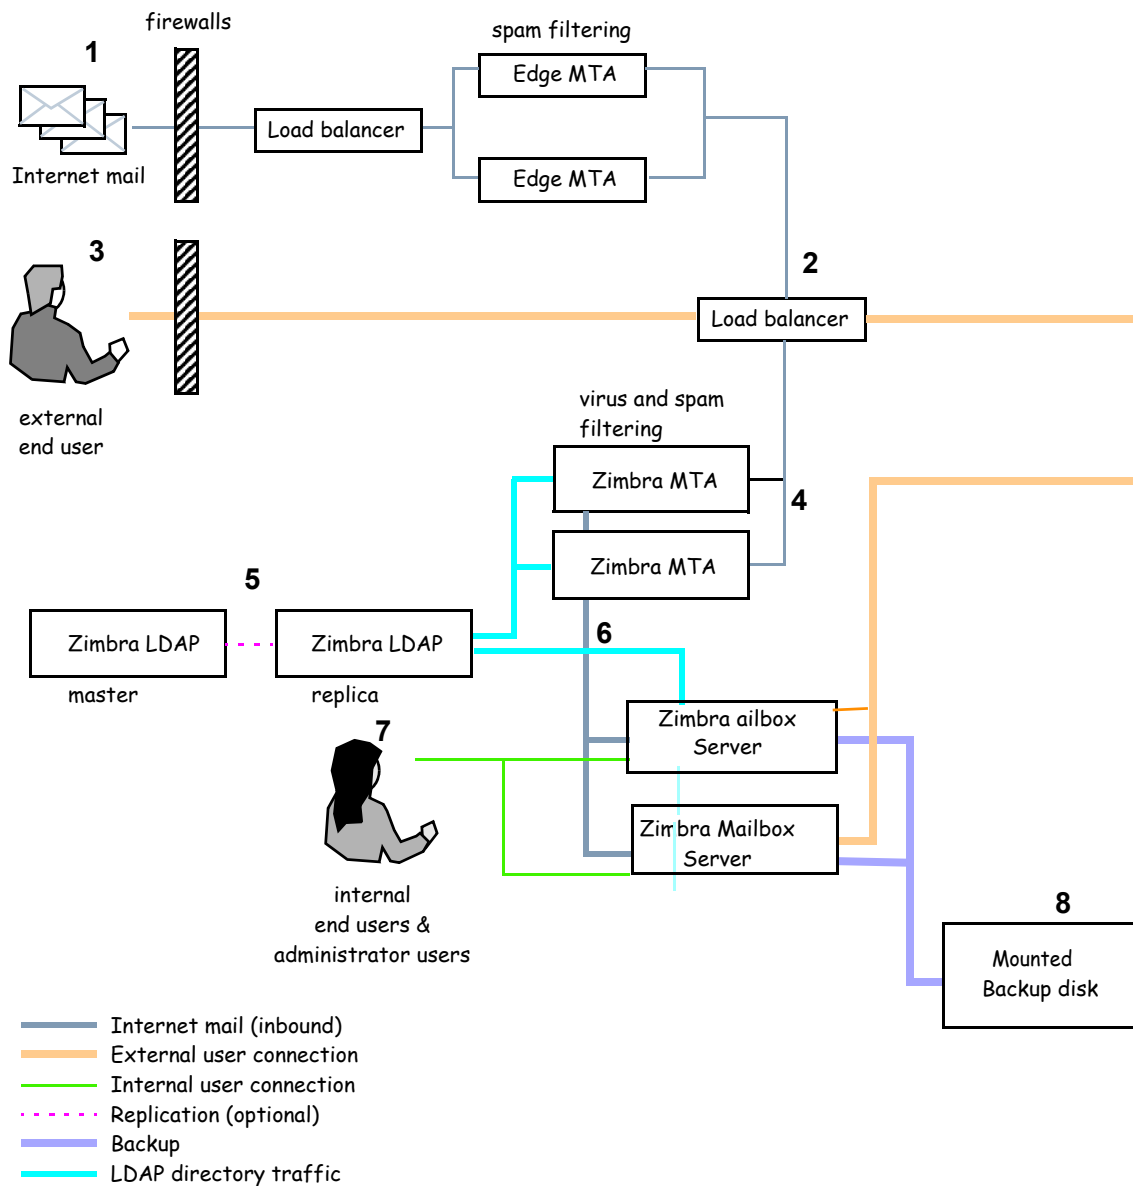 firewalls
1
spam filtering
Edge MTA
Load balancer
Internet mail
Edge MTA
3
2
Load balancer
external
end user
virus and spam
filtering
Zimbra MTA
4
Zimbra MTA
5
6
Zimbra LDAP
Zimbra LDAP
master
replica
7
Zimbra ailbox
Server
Zimbra Mailbox
Server
internal
end users &
administrator users
8
Mounted
Backup disk
Internet mail (inbound)
External user connection
Internal user connection
Replication (optional)
Backup
LDAP directory traffic